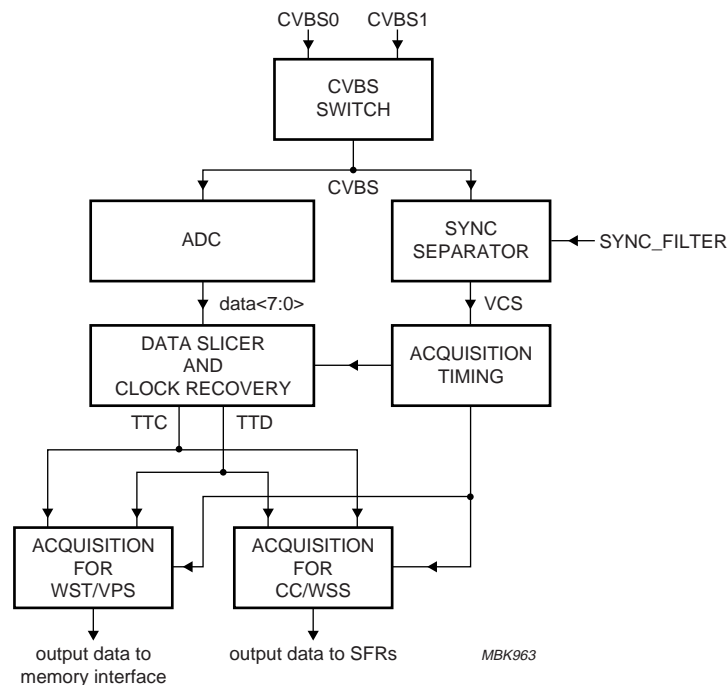 CVBS0
CVBS1
CVBS
SWITCH
CVBS
ADC
SYNC
SEPARATOR
SYNC_FILTER
data<7:0>
VCS
DATA SLICER
AND
CLOCK RECOVERY
ACQUISITION
TIMING
TTC
TTD
ACQUISITION
FOR
WST/VPS
ACQUISITION
FOR
CC/WSS
output data to
memory interface
output data to SFRs
MBK963